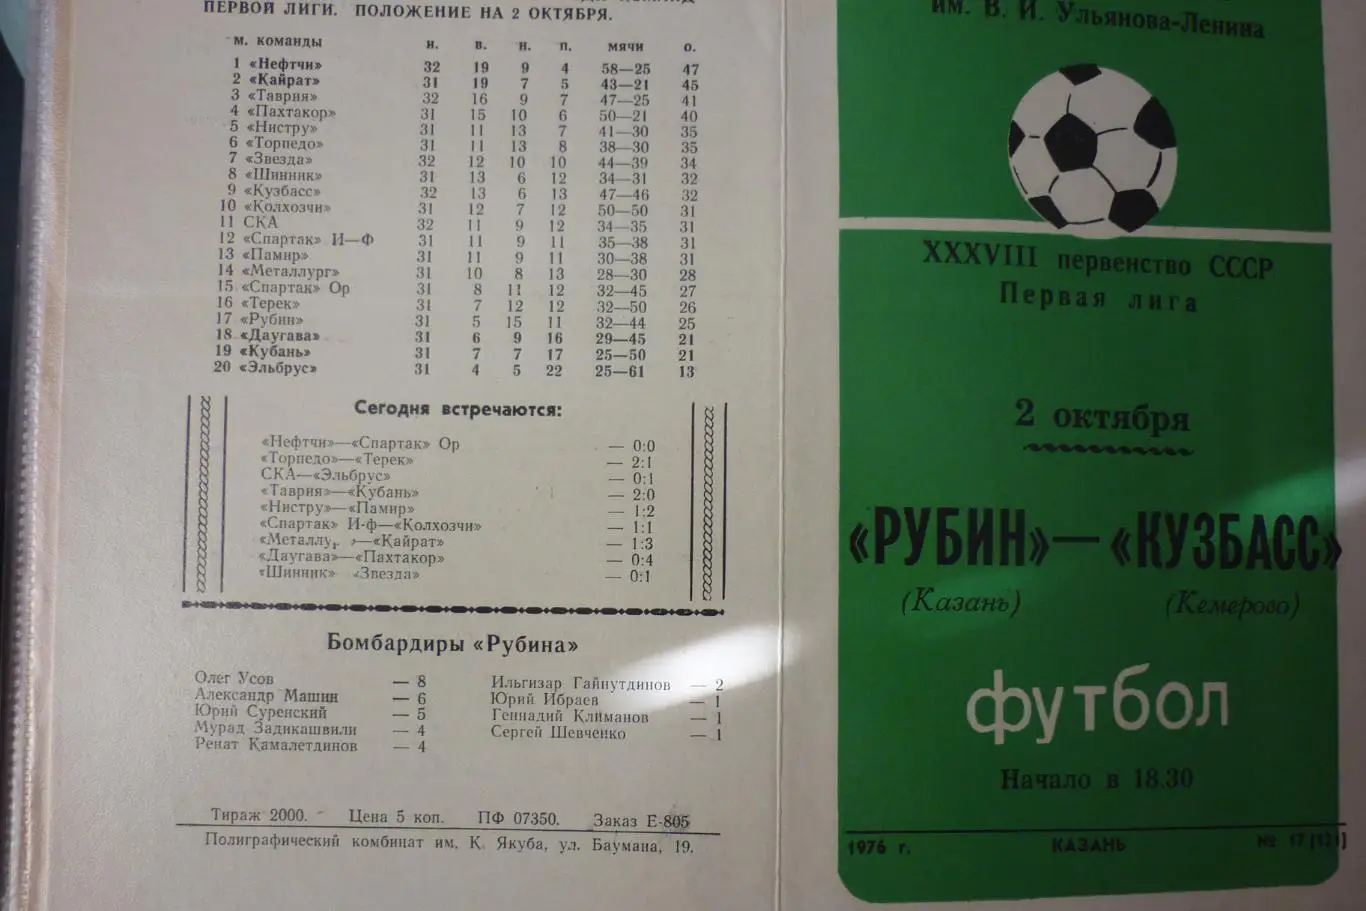 ПЕРВОЙ ЛИГИ. ПОЛОЖЕНИЕ НА 2 ОКТЯБРЯ.
м. команды и. в. н. п. мячи о.
1 «Нефтчи» 32 19 9 4 58—25 47
2 «Кайрат» 31 19 7 5 43—21 45
3 «Таврия» 32 16 9 7 47—25 41
4 «Пахтакор» 31 15 10 6 50—21 40
5 «Нистру» 31 11 13 7 41—30 35
6 «Торпедо» 31 11 13 8 38—30 35
7 «Звезда» 32 12 10 10 44—39 34
8 «Шинник» 31 13 6 12 34—31 32
9 «Кузбасс» 32 13 6 13 47—46 32
10 «Колхозчи» 31 12 7 12 50—50 31
11 СКА 32 11 9 12 34—35 31
12 «Спартак» И—Ф 31 11 9 11 35—38 31
13 «Памир» 31 11 9 11 30—38 31
14 «Металлург» 31 10 8 13 28—30 28
15 «Спартак» Ор 31 8 11 12 32—45 27
16 «Терек» 31 7 12 12 32—50 26
17 «Рубин» 31 5 15 11 32—44 25
18 «Даугава» 31 6 9 16 29—45 21
19 «Кубань» 31 7 7 17 25—50 21
20 «Эльбрус» 31 4 5 22 25—61 13
Сегодня встречаются:
«Нефтчи»—«Спартак» Ор — 0:0
«Торпедо»—«Терек» — 2:1
СКА—«Эльбрус» — 0:1
«Таврия»—«Кубань» — 2:0
«Нистру»—«Памир» — 1:2
«Спартак» И-ф—«Колхозчи» — 1:1
«Металлу, »—«Кайрат» — 1:3
«Даугава»—«Пахтакор» — 0:4
«Шинник» «Звезда» — 0:1
Бомбардиры «Рубина»
Олег Усов — 8
Александр Машин — 6
Юрий Суренский — 5
Мурад Задикашвили — 4
Ренат Камалетдинов — 4
Ильгизар Гайнутдинов — 2
Юрий Ибраев — 1
Геннадий Климанов — 1
Сергей Шевченко — 1
Тираж 2000. Цена 5 коп. ПФ 07350. Заказ Е-805
Полиграфический комбинат им. К. Якуба, ул. Баумана, 19.
им. В. И. Ульянова-Ленина
XXXVIII первенство СССР
Первая лига
2 октября
«РУБИН»—«КУЗБАСС»
(Казань) (Кемерово)
футбол
Начало в 18.30
1976 г. КАЗАНЬ № 17 (121)